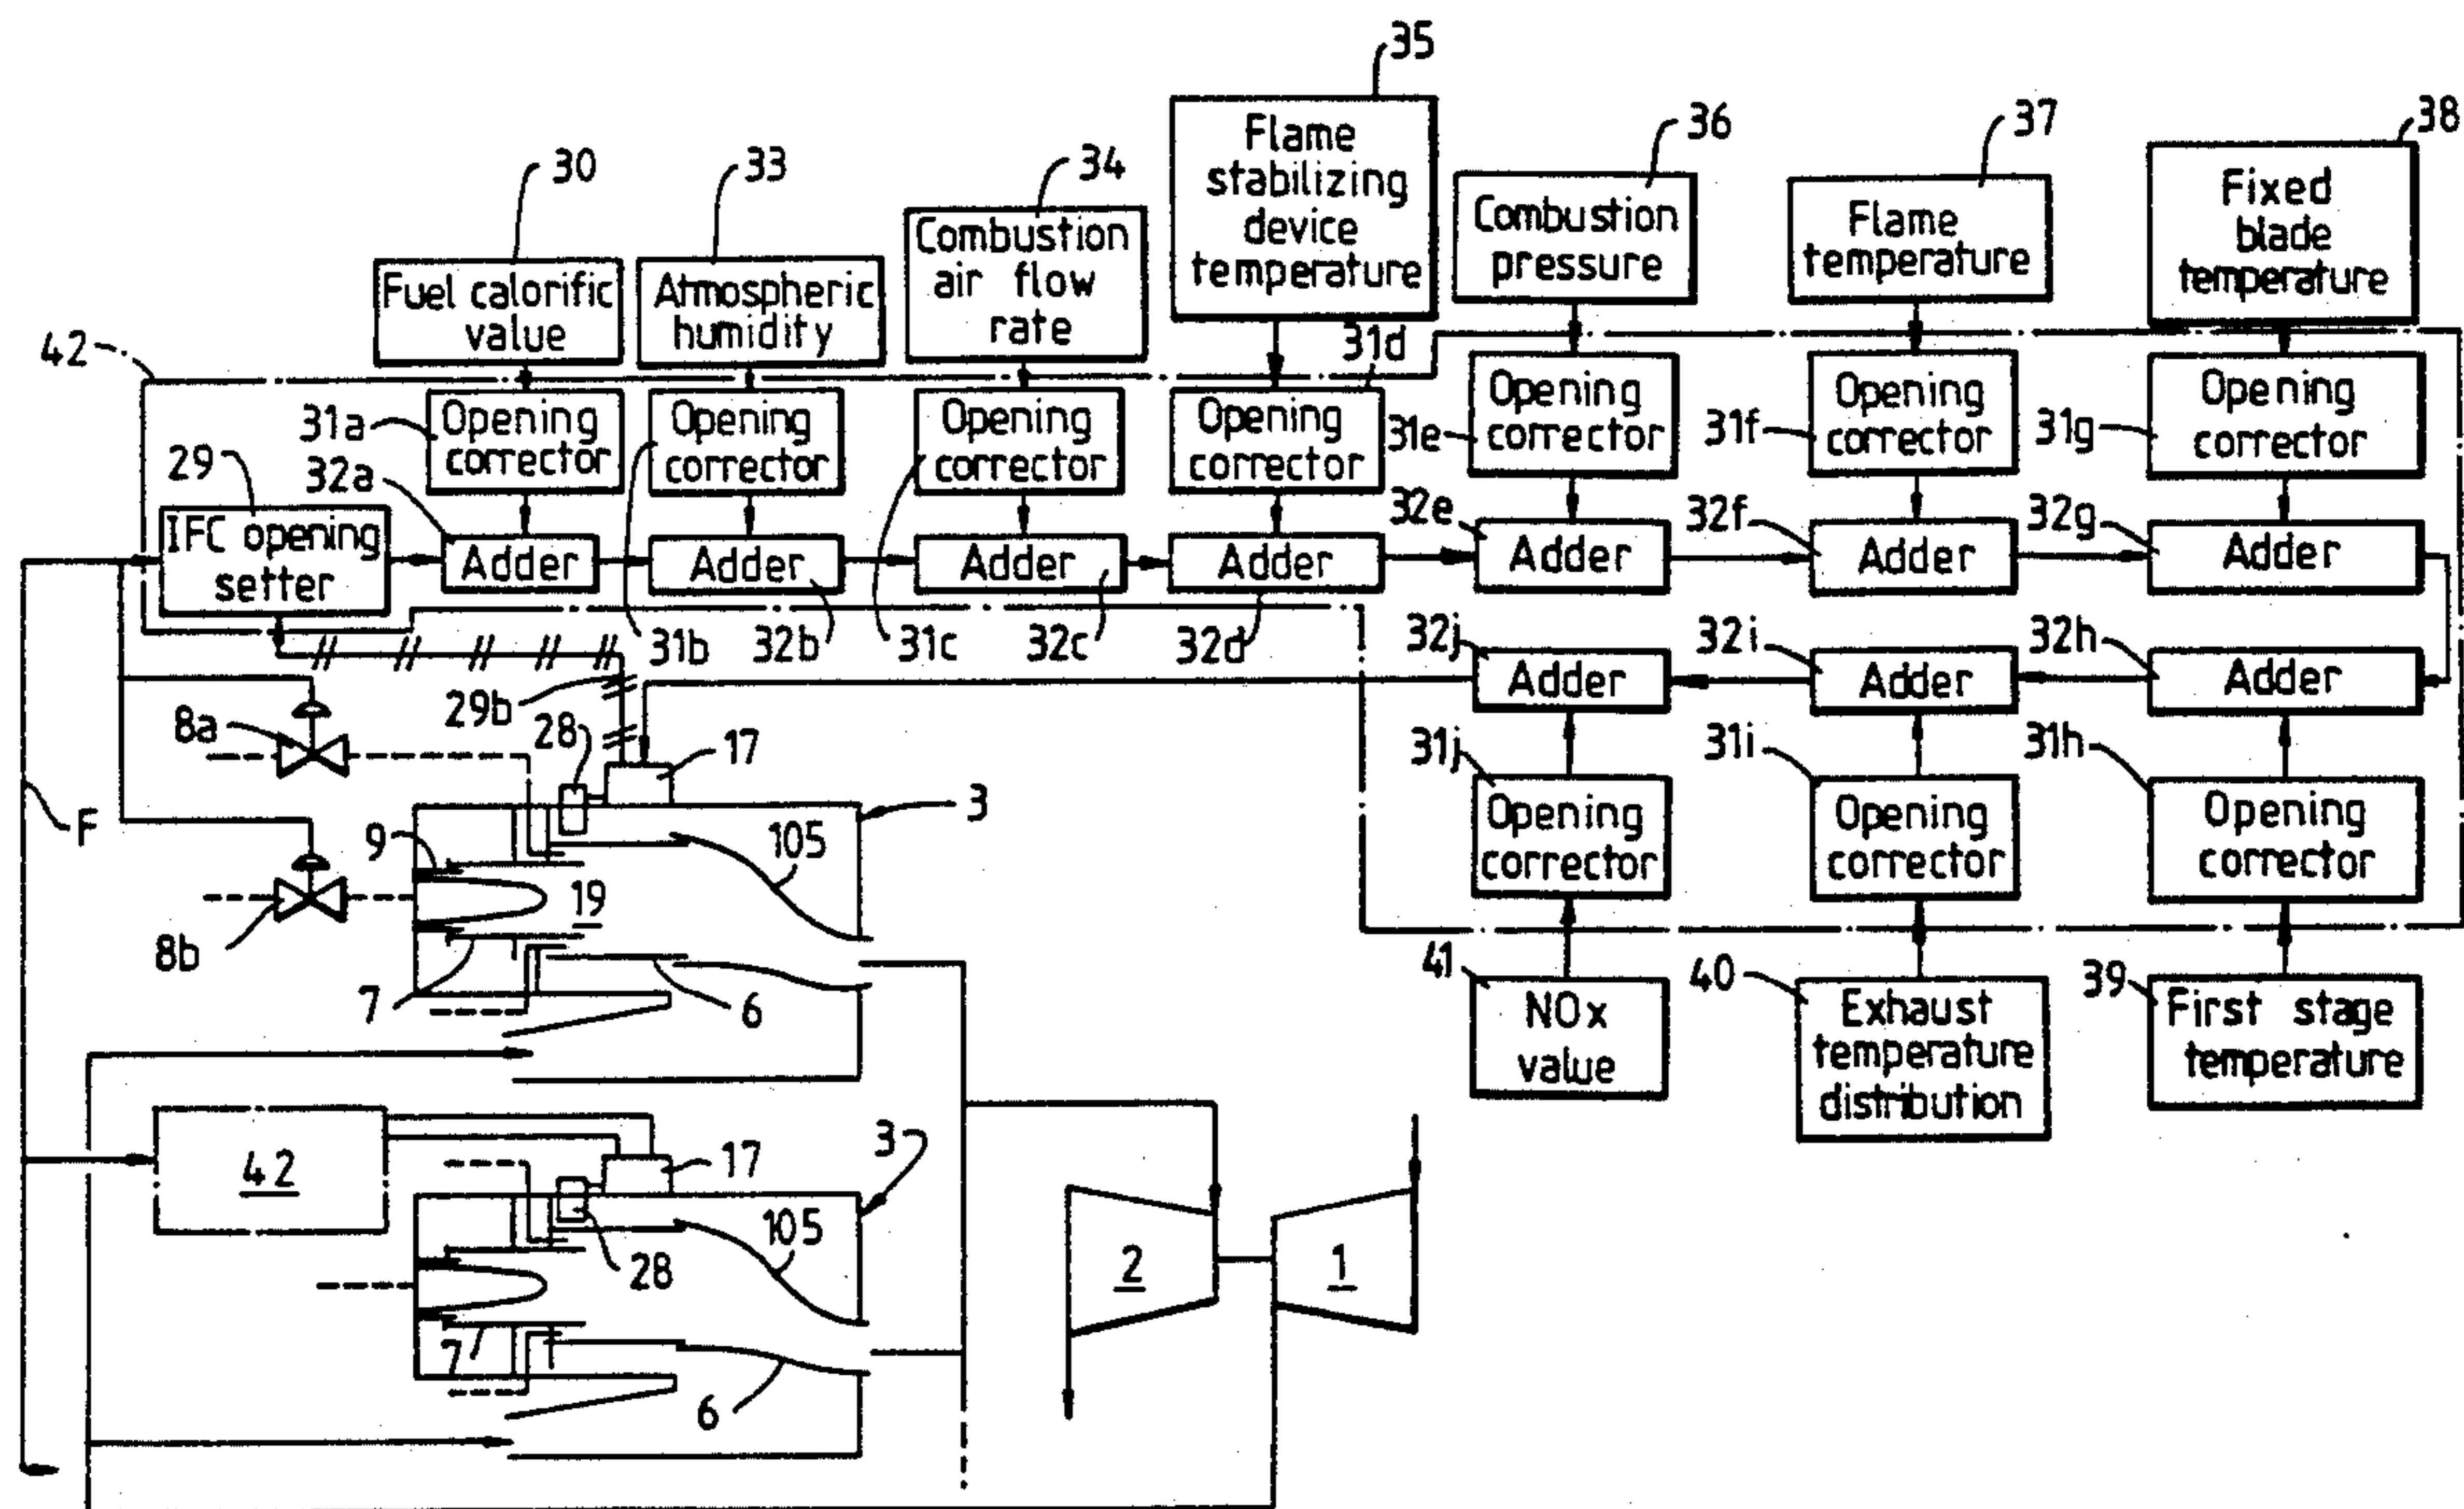 35
36
37
38
30
33
34
Flame
stabilizing
device
temperature
Combustion
pressure
Flame
temperature
Fixed
blade
temperature
Fuel calorific
value
Atmospheric
humidity
Combustion
air flow
rate
42
31d
31a
Opening
corrector
Opening
corrector
Opening
corrector
Opening
corrector
31e
Opening
corrector
31f
Opening
corrector
31g
Opening
corrector
29
32a
IFC opening
setter
Adder
Adder
Adder
Adder
32e
Adder
32f
Adder
32g
Adder
31b
32b
31c
32c
32d
32j
Adder
32i
Adder
32h
Adder
29b
8a
28
17
31j
Opening
corrector
31i
Opening
corrector
31h
Opening
corrector
F
9
105
3
19
8b
7
6
41
NOx
value
40
Exhaust
temperature
distribution
39
First stage
temperature
42
17
3
105
28
2
1
7
6